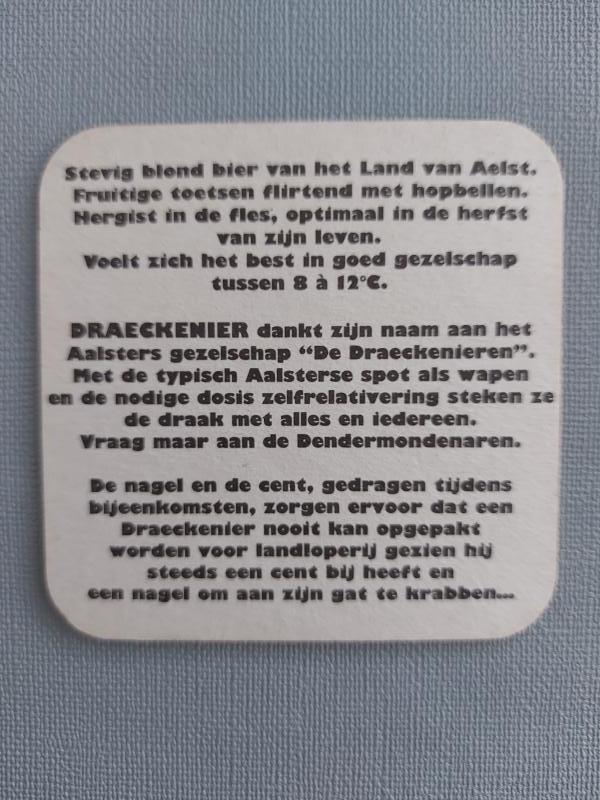 Stevig blond bier van het Land van Aelst.
Fruitige toetsen flirtend met hopbellen.
Hergist in de fles, optimaal in de herfst
van zijn leven.
Voelt zich het best in goed gezelschap
tussen 8 à 12°C.
DRAECKENIER dankt zijn naam aan het
Aalsters gezelschap “De Draeckenieren”.
Met de typisch Aalsterse spot als wapen
en de nodige dosis zelfrelativering steken ze
de draak met alles en iedereen.
Vraag maar aan de Dendermondenaren.
De nagel en de cent, gedragen tijdens
bijeenkomsten, zorgen ervoor dat een
Draeckenier nooit kan opgepakt
worden voor landloperij gezien hij
steeds een cent bij heeft en
een nagel om aan zijn gat te krabben...